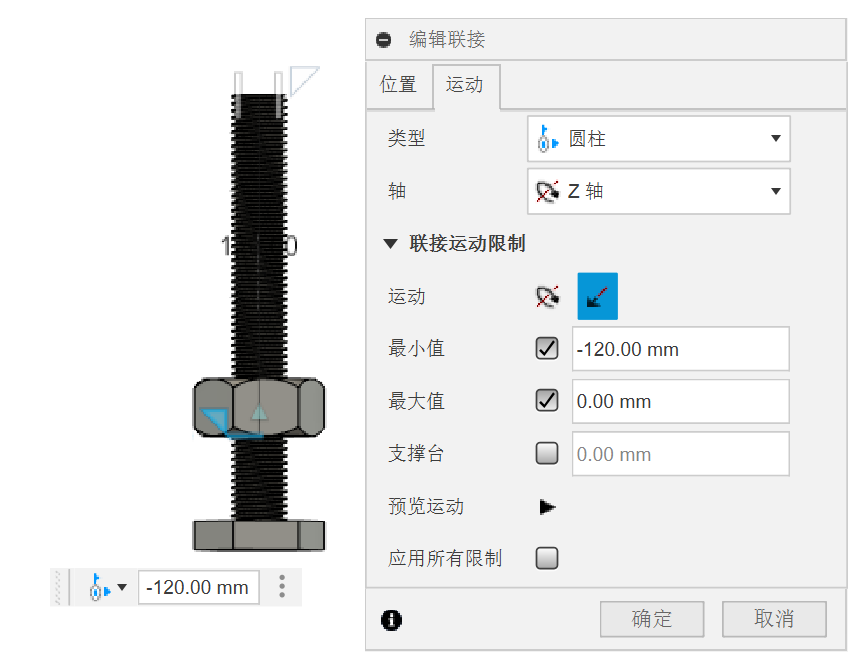 编辑联接
位置 运动
类型 圆柱
轴 Z 轴
联接运动限制
运动
最小值 -120.00 mm
最大值 0.00 mm
支撑台 0.00 mm
预览运动
应用所有限制
确定 取消
-120.00 mm